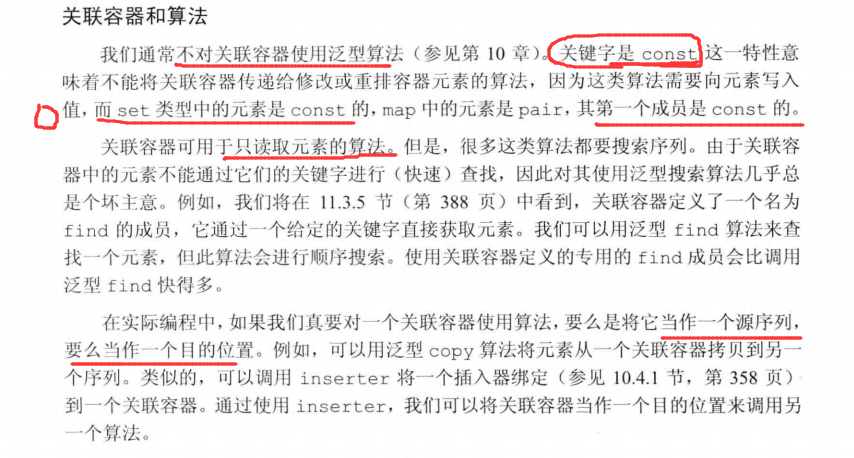 关联容器和算法
我们通常不对关联容器使用泛型算法（参见第 10 章）。关键字是 const 这一特性意
味着不能将关联容器传递给修改或重排容器元素的算法，因为这类算法需要向元素写入
值，而 set 类型中的元素是 const 的，map 中的元素是 pair，其第一个成员是 const 的。
关联容器可用于只读取元素的算法。但是，很多这类算法都要搜索序列。由于关联容
器中的元素不能通过它们的关键字进行（快速）查找，因此对其使用泛型搜索算法几乎总
是个坏主意。例如，我们将在 11.3.5 节（第 388 页）中看到，关联容器定义了一个名为
find 的成员，它通过一个给定的关键字直接获取元素。我们可以用泛型 find 算法来查
找一个元素，但此算法会进行顺序搜索。使用关联容器定义的专用的 find 成员会比调用
泛型 find 快得多。
在实际编程中，如果我们真要对一个关联容器使用算法，要么是将它当作一个源序列，
要么当作一个目的位置。例如，可以用泛型 copy 算法将元素从一个关联容器拷贝到另一
个序列。类似的，可以调用 inserter 将一个插入器绑定（参见 10.4.1 节，第 358 页）
到一个关联容器。通过使用 inserter，我们可以将关联容器当作一个目的位置来调用另
一个算法。